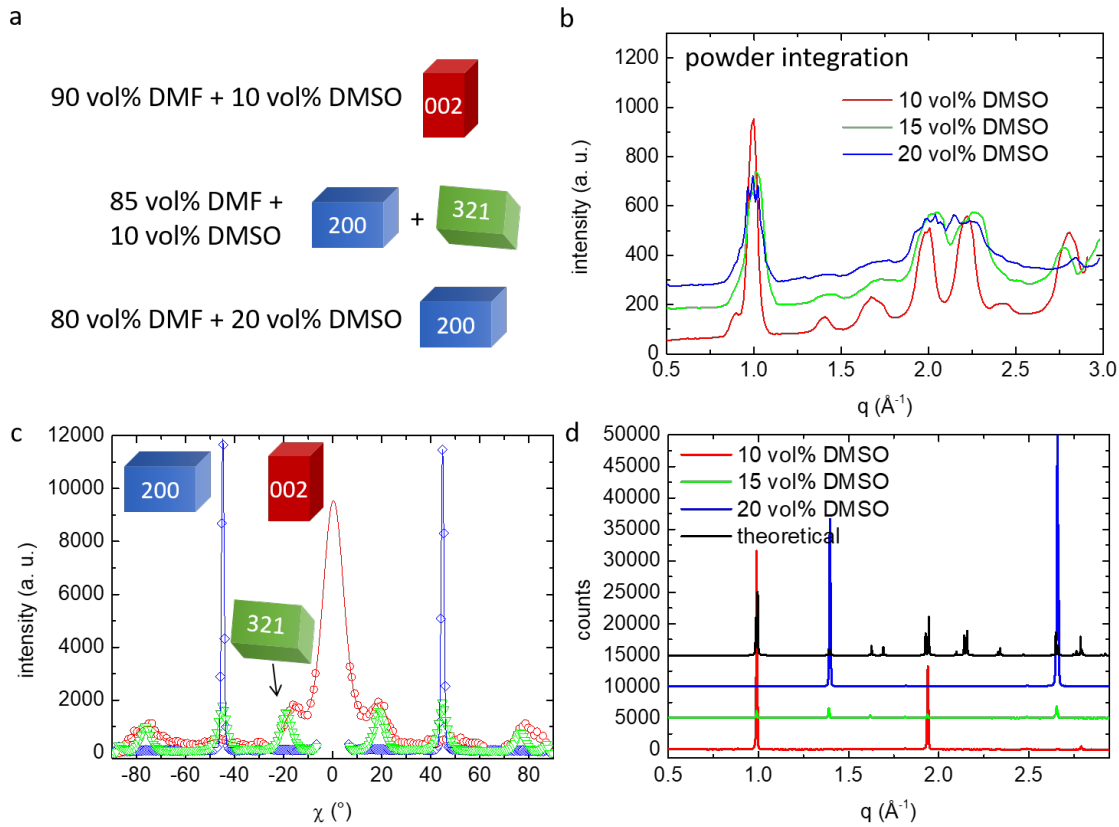 a
90 vol% DMF + 10 vol% DMSO
002
85 vol% DMF +
10 vol% DMSO
200
+
321
80 vol% DMF + 20 vol% DMSO
200
b
powder integration
10 vol% DMSO
15 vol% DMSO
20 vol% DMSO
intensity (a. u.)
1200
1000
800
600
400
200
0
0.5 1.0 1.5 2.0 2.5 3.0
q (Å⁻¹)
c
200
002
321
intensity (a. u.)
12000
10000
8000
6000
4000
2000
0
-80 -60 -40 -20 0 20 40 60 80
χ (°)
d
10 vol% DMSO
15 vol% DMSO
20 vol% DMSO
theoretical
counts
50000
45000
40000
35000
30000
25000
20000
15000
10000
5000
0
0.5 1.0 1.5 2.0 2.5
q (Å⁻¹)